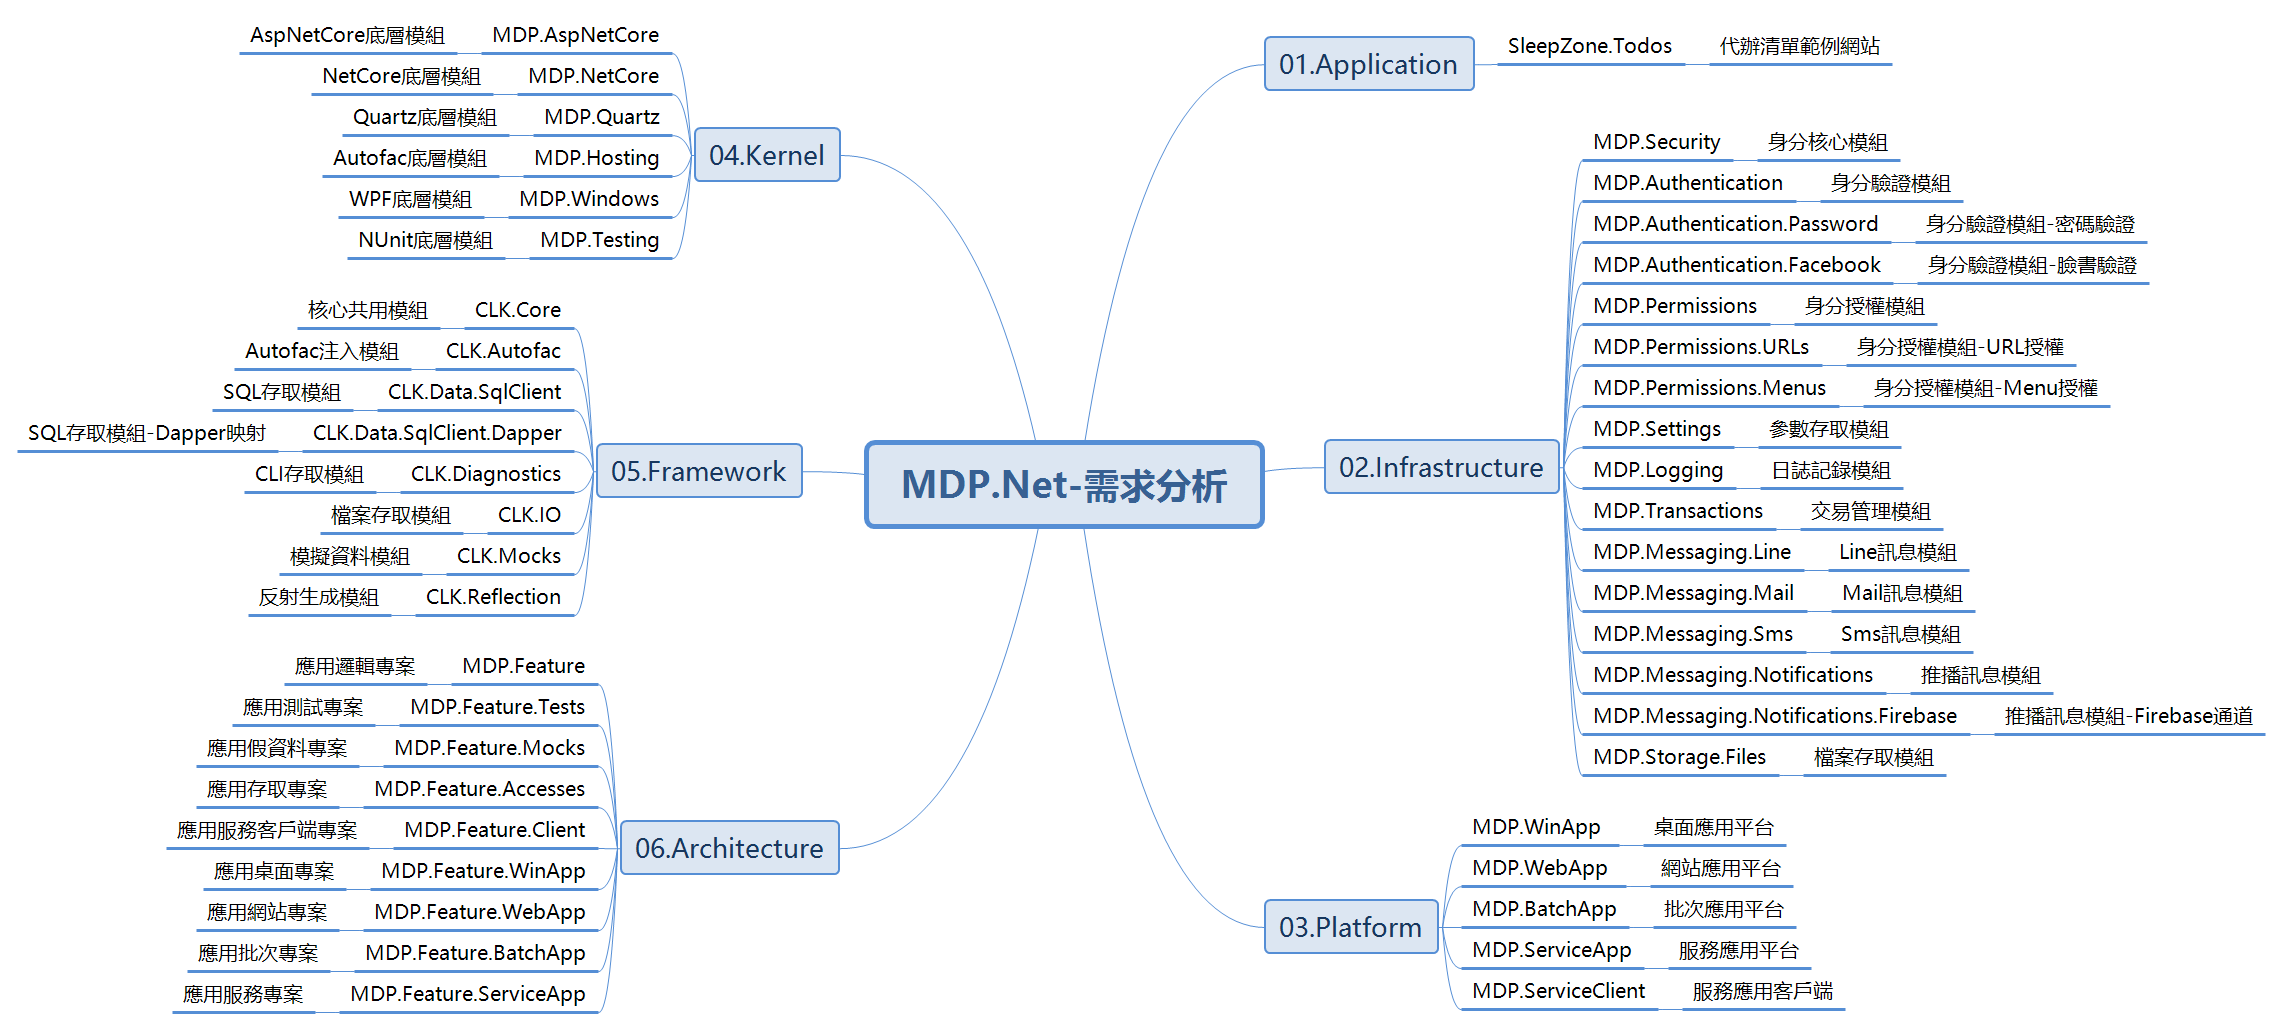 MDP.Net-需求分析
01.Application
SleepZone.Todos 代辦清單範例網站
02.Infrastructure
MDP.Security 身分核心模組
MDP.Authentication 身分驗證模組
MDP.Authentication.Password 身分驗證模組-密碼驗證
MDP.Authentication.Facebook 身分驗證模組-臉書驗證
MDP.Permissions 身分授權模組
MDP.Permissions.URLs 身分授權模組-URL授權
MDP.Permissions.Menus 身分授權模組-Menu授權
MDP.Settings 參數存取模組
MDP.Logging 日誌記錄模組
MDP.Transactions 交易管理模組
MDP.Messaging.Line Line訊息模組
MDP.Messaging.Mail Mail訊息模組
MDP.Messaging.Sms Sms訊息模組
MDP.Messaging.Notifications 推播訊息模組
MDP.Messaging.Notifications.Firebase 推播訊息模組-Firebase通道
MDP.Storage.Files 檔案存取模組
03.Platform
MDP.WinApp 桌面應用平台
MDP.WebApp 網站應用平台
MDP.BatchApp 批次應用平台
MDP.ServiceApp 服務應用平台
MDP.ServiceClient 服務應用客戶端
04.Kernel
AspNetCore底層模組 MDP.AspNetCore
NetCore底層模組 MDP.NetCore
Quartz底層模組 MDP.Quartz
Autofac底層模組 MDP.Hosting
WPF底層模組 MDP.Windows
NUnit底層模組 MDP.Testing
05.Framework
核心共用模組 CLK.Core
Autofac注入模組 CLK.Autofac
SQL存取模組 CLK.Data.SqlClient
SQL存取模組-Dapper映射 CLK.Data.SqlClient.Dapper
CLI存取模組 CLK.Diagnostics
檔案存取模組 CLK.IO
模擬資料模組 CLK.Mocks
反射生成模組 CLK.Reflection
06.Architecture
應用邏輯專案 MDP.Feature
應用測試專案 MDP.Feature.Tests
應用假資料專案 MDP.Feature.Mocks
應用存取專案 MDP.Feature.Accesses
應用服務客戶端專案 MDP.Feature.Client
應用桌面專案 MDP.Feature.WinApp
應用網站專案 MDP.Feature.WebApp
應用批次專案 MDP.Feature.BatchApp
應用服務專案 MDP.Feature.ServiceApp